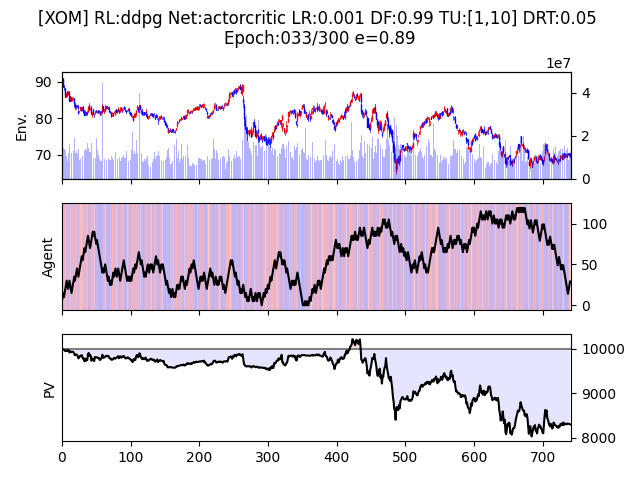 [XOM] RL:ddpg Net:actorcritic LR:0.001 DF:0.99 TU:[1,10] DRT:0.05
Epoch:033/300 e=0.89
1e7
90
80
70
Env.
4
2
0
Agent
100
50
0
PV
10000
9000
8000
0 100 200 300 400 500 600 700